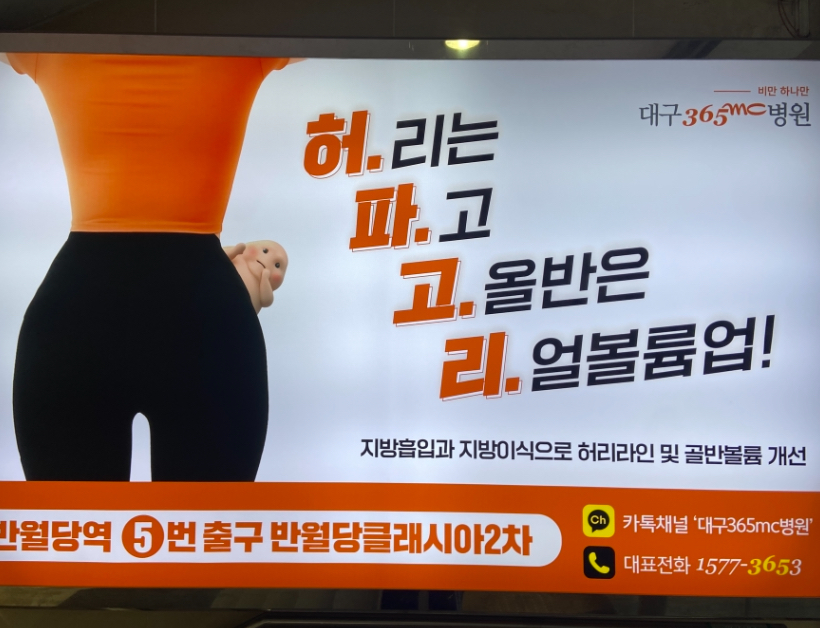 비만 하나만
대구365mc병원
허.리는
파.고
고.올반은
리.얼볼륨업!
지방흡입과 지방이식으로 허리라인 및 골반볼륨 개선
반월당역 5번 출구 반월당클래시아2차
Ch 카톡채널 '대구365mc병원'
대표전화 1577-3653